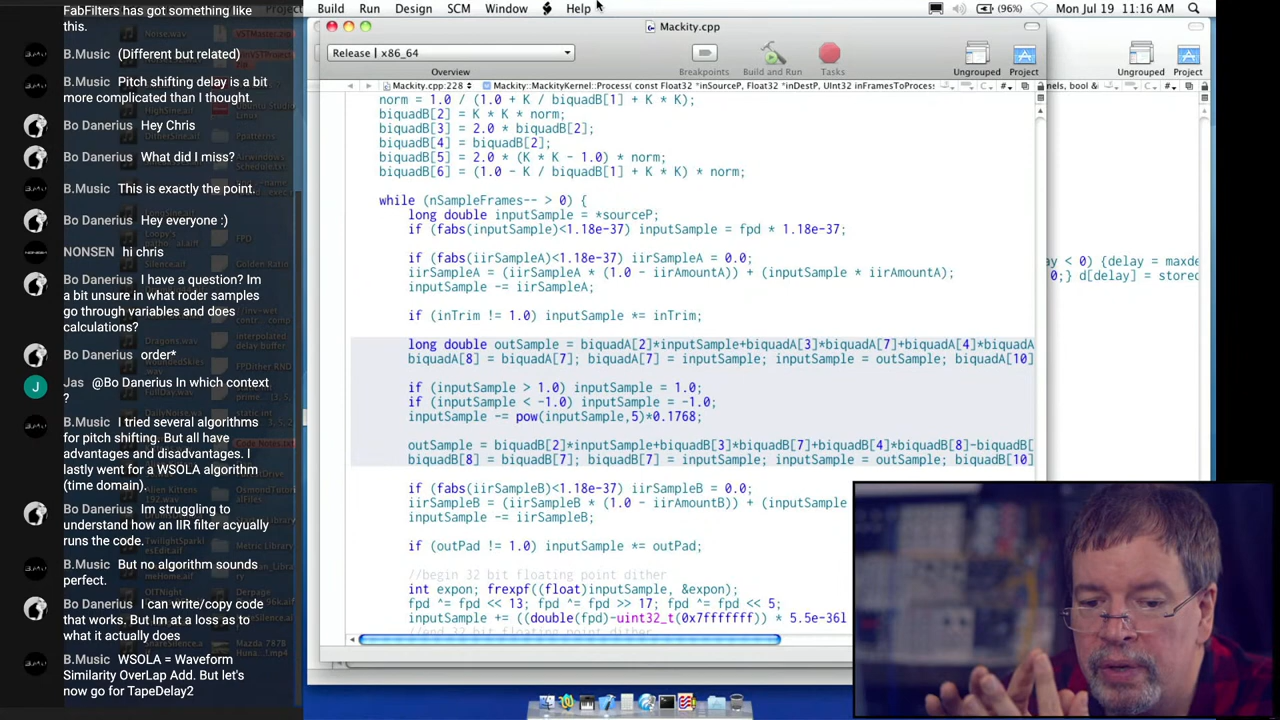 FabFilters has got something like
this.
B.Music (Different but related)
B.Music Pitch shifting delay is a bit
more complicated than I thought.
Bo Danerius Hey Chris
Bo Danerius What did I miss?
B.Music This is exactly the point.
Bo Danerius Hey everyone :)
NONSEN hi chris
Bo Danerius I have a question? Im
a bit unsure in what roder samples
go through variables and does
calculations?
Bo Danerius order*
J
Jas @Bo Danerius In which context
?
B.Music I tried several algorithms
for pitch shifting. But all have
advantages and disadvantages. I
lastly went for a WSOLA algorithm
(time domain).
Bo Danerius Im struggling to
understand how an IIR filter acyually
runs the code.
B.Music But no algorithm sounds
perfect.
Bo Danerius I can write/copy code
that works. But Im at a loss as to
what it actually does
B.Music WSOLA = Waveform
Similarity OverLap Add. But let's
now go for TapeDelay2
Build Run Design SCM Window Help
(96%) Mon Jul 19 11:16 AM
Mackity.cpp
Release | x86_64
Overview
Breakpoints
Build and Run
Tasks
Ungrouped
Project
Ungrouped
Project
Mackity.cpp:228
Mackity::MackityKernel::Process( const Float32 *inSourceP, Float32 *inDestP, UInt32 inFramesToProcess
nels, bool &
norm = 1.0 / (1.0 + K / biquadB[1] + K * K);
biquadB[2] = K * K * norm;
biquadB[3] = 2.0 * biquadB[2];
biquadB[4] = biquadB[2];
biquadB[5] = 2.0 * (K * K - 1.0) * norm;
biquadB[6] = (1.0 - K / biquadB[1] + K * K) * norm;
while (nSampleFrames-- > 0) {
long double inputSample = *sourceP;
if (fabs(inputSample)<1.18e-37) inputSample = fpd * 1.18e-37;
if (fabs(iirSampleA)<1.18e-37) iirSampleA = 0.0;
iirSampleA = (iirSampleA * (1.0 - iirAmountA)) + (inputSample * iirAmountA);
inputSample -= iirSampleA;
if (inTrim != 1.0) inputSample *= inTrim;
long double outSample = biquadA[2]*inputSample+biquadA[3]*biquadA[7]+biquadA[4]*biquadA
biquadA[8] = biquadA[7]; biquadA[7] = inputSample; inputSample = outSample; biquadA[10]
if (inputSample > 1.0) inputSample = 1.0;
if (inputSample < -1.0) inputSample = -1.0;
inputSample -= pow(inputSample,5)*0.1768;
outSample = biquadB[2]*inputSample+biquadB[3]*biquadB[7]+biquadB[4]*biquadB[8]-biquadB[
biquadB[8] = biquadB[7]; biquadB[7] = inputSample; inputSample = outSample; biquadB[10]
if (fabs(iirSampleB)<1.18e-37) iirSampleB = 0.0;
iirSampleB = (iirSampleB * (1.0 - iirAmountB)) + (inputSample
inputSample -= iirSampleB;
if (outPad != 1.0) inputSample *= outPad;
//begin 32 bit floating point dither
int expon; frexpf((float)inputSample, &expon);
fpd ^= fpd << 13; fpd ^= fpd >> 17; fpd ^= fpd << 5;
inputSample += ((double(fpd)-uint32_t(0x7fffffff)) * 5.5e-36l
ay < 0) {delay = maxde
0;} d[delay] = stored